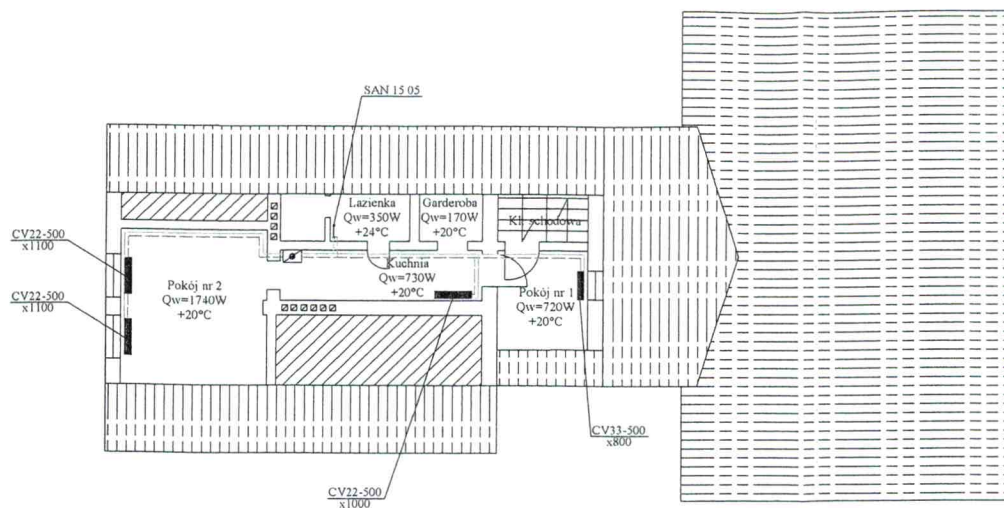 SAN 15 05
Lazienka
Qw=350W
+24°C
Garderoba
Qw=170W
+20°C
Kl. schodowa
CV22-500
x1100
Kuchnia
Qw=730W
+20°C
Pokój nr 2
Qw=1740W
+20°C
Pokój nr 1
Qw=720W
+20°C
CV22-500
x1100
CV33-500
x800
CV22-500
x1000